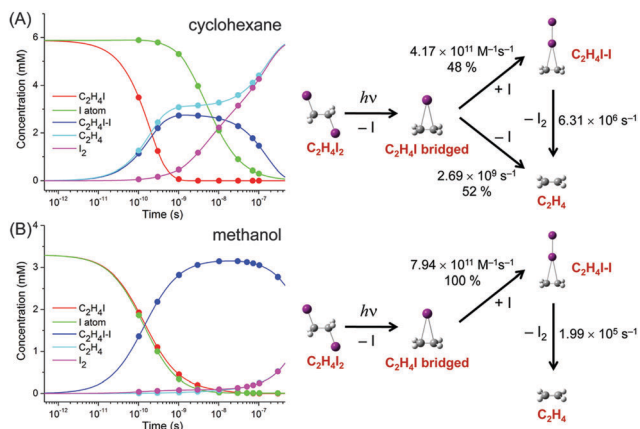 (A)
cyclohexane
Concentration (mM)
6
4
2
0
C₂H₄I
I atom
C₂H₄I-I
C₂H₄
I₂
10⁻¹² 10⁻¹¹ 10⁻¹⁰ 10⁻⁹ 10⁻⁸ 10⁻⁷
Time (s)
C₂H₄I₂
hν
− I
C₂H₄I bridged
4.17 × 10¹¹ M⁻¹s⁻¹
48 %
+ I
C₂H₄I-I
− I
2.69 × 10⁹ s⁻¹
52 %
− I₂
6.31 × 10⁶ s⁻¹
C₂H₄
(B)
methanol
Concentration (mM)
4
3
2
1
0
C₂H₄I
I atom
C₂H₄I-I
C₂H₄
I₂
10⁻¹² 10⁻¹¹ 10⁻¹⁰ 10⁻⁹ 10⁻⁸ 10⁻⁷
Time (s)
C₂H₄I₂
hν
− I
C₂H₄I bridged
7.94 × 10¹¹ M⁻¹s⁻¹
100 %
+ I
C₂H₄I-I
− I₂
1.99 × 10⁵ s⁻¹
C₂H₄